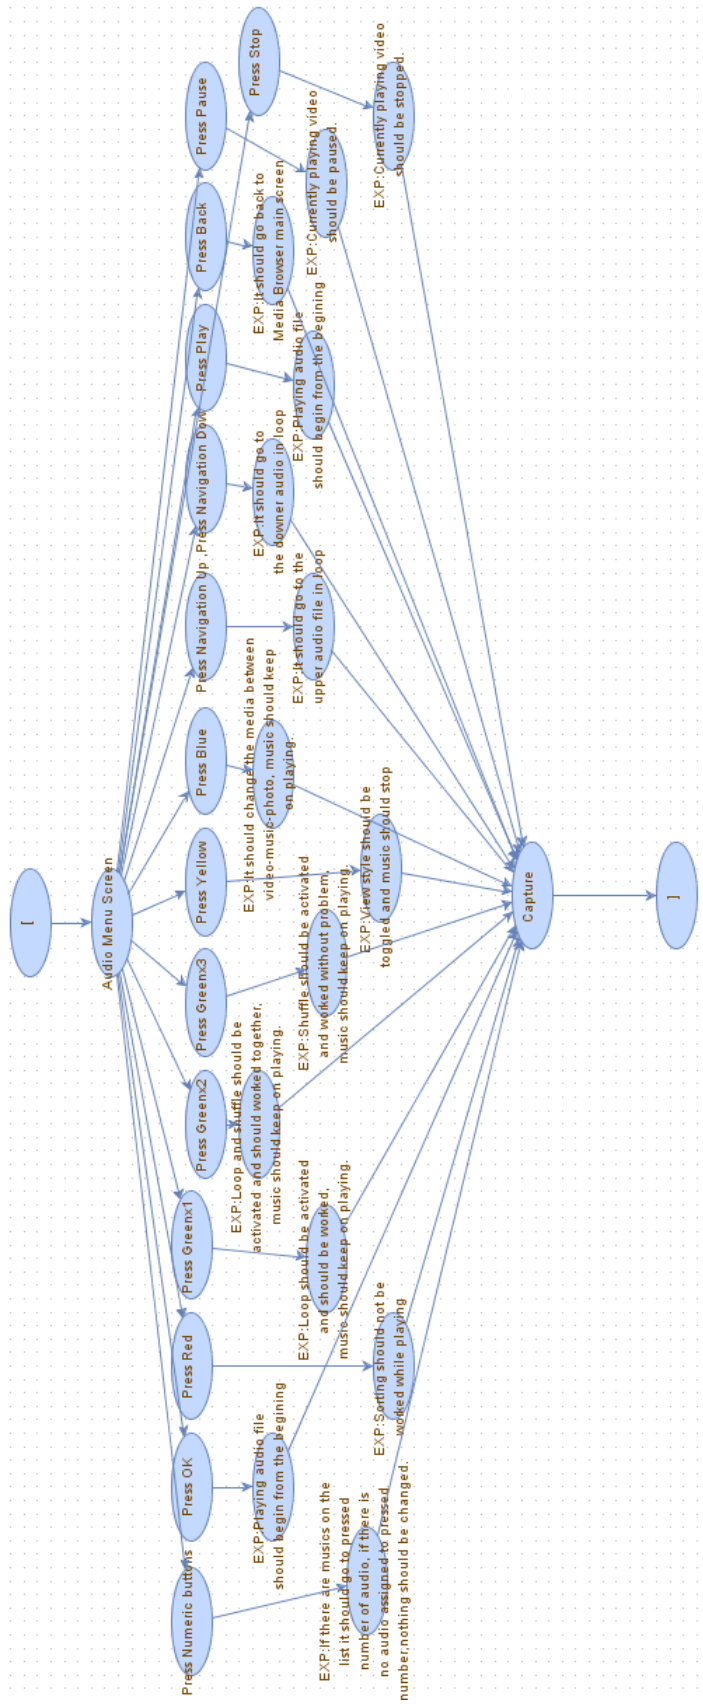 [
Audio Menu Screen
Press Numeric buttons
Press OK
Press Red
Press Greenx1
Press Greenx2
Press Greenx3
Press Yellow
Press Blue
Press Navigation Up
,Press Navigation Dow
Press Play
Press Back
Press Pause
Press Stop
EXP:If there are musics on the
list it should go to pressed
number of audio, if there is
no audio assigned to pressed
number,nothing should be changed.
EXP:Playing audio file
should begin from the begining
EXP:Sorting should not be
worked while playing
EXP:Loop should be activated
and should be worked,
music should keep on playing.
EXP:Loop and shuffle should be
activated and should worked together,
music should keep on playing.
EXP:Shuffle should be activated
and worked without problem,
music should keep on playing.
EXP:View style should be
toggled and music should stop
EXP:It should change the media between
video-music-photo, music should keep
on playing.
EXP:It should go to the
upper audio file in loop
EXP:It should go to
the downer audio in loop
EXP:Playing audio file
should begin from the begining
EXP:It should go back to
Media Browser main screen
EXP:Currently playing video
should be paused.
EXP:Currently playing video
should be stopped.
Capture
]